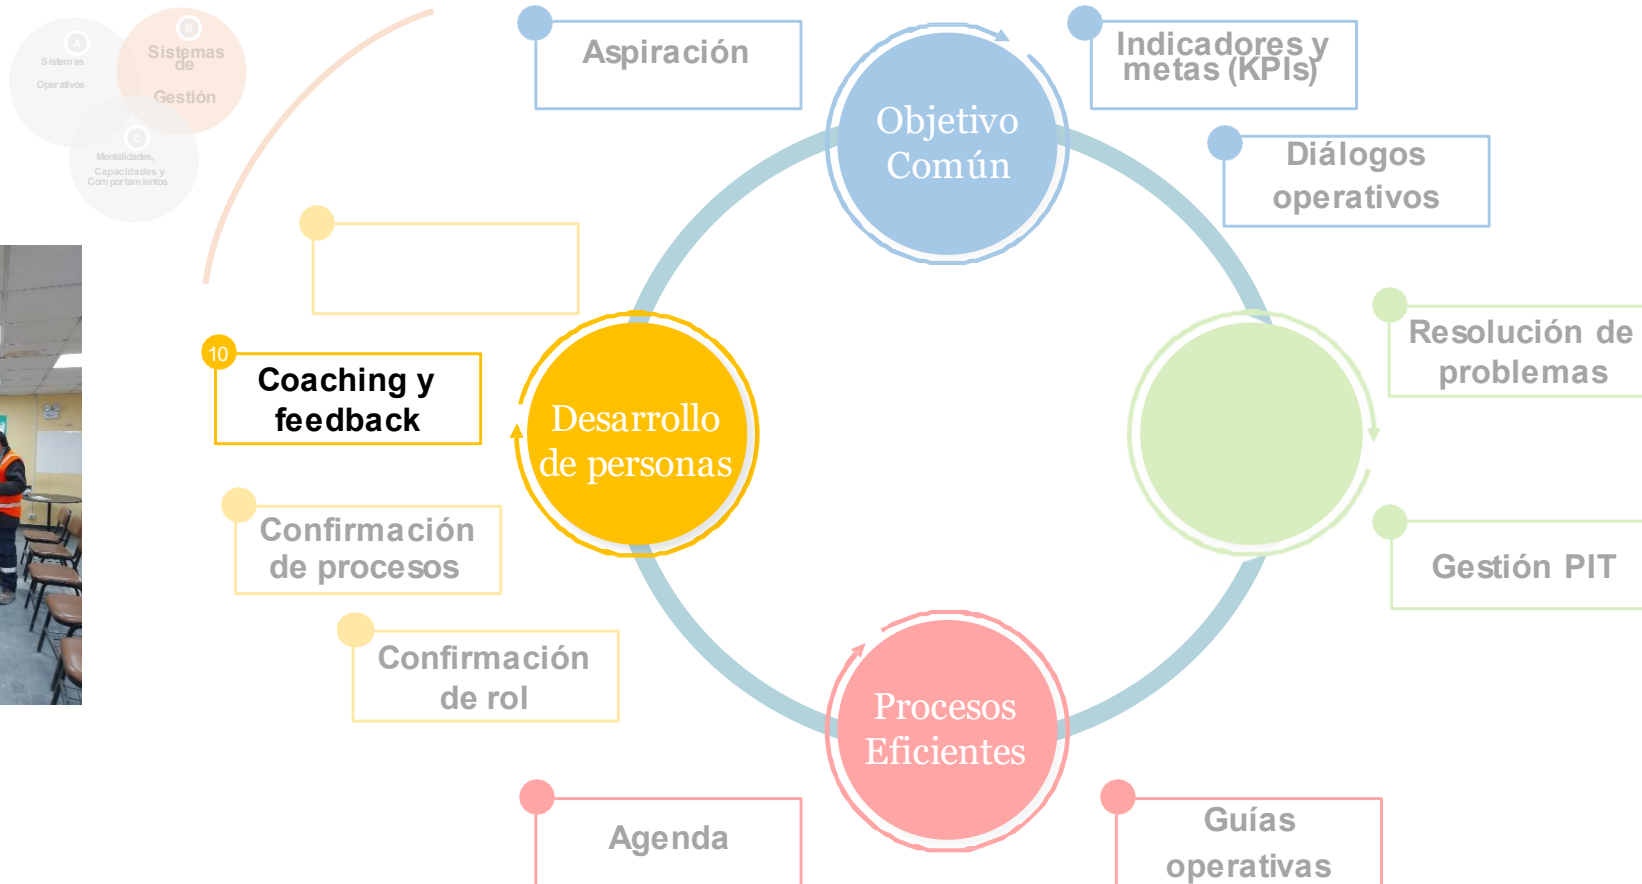 A
Sistemas
Operativos
B
Sistemas
de
Gestión
C
Mentalidades,
Capacidades y
Comportamientos
Aspiración
Objetivo
Común
Indicadores y
metas (KPIs)
Diálogos
operativos
Resolución de
problemas
Gestión PIT
10
Coaching y
feedback
Desarrollo
de personas
Confirmación
de procesos
Confirmación
de rol
Procesos
Eficientes
Agenda
Guías
operativas